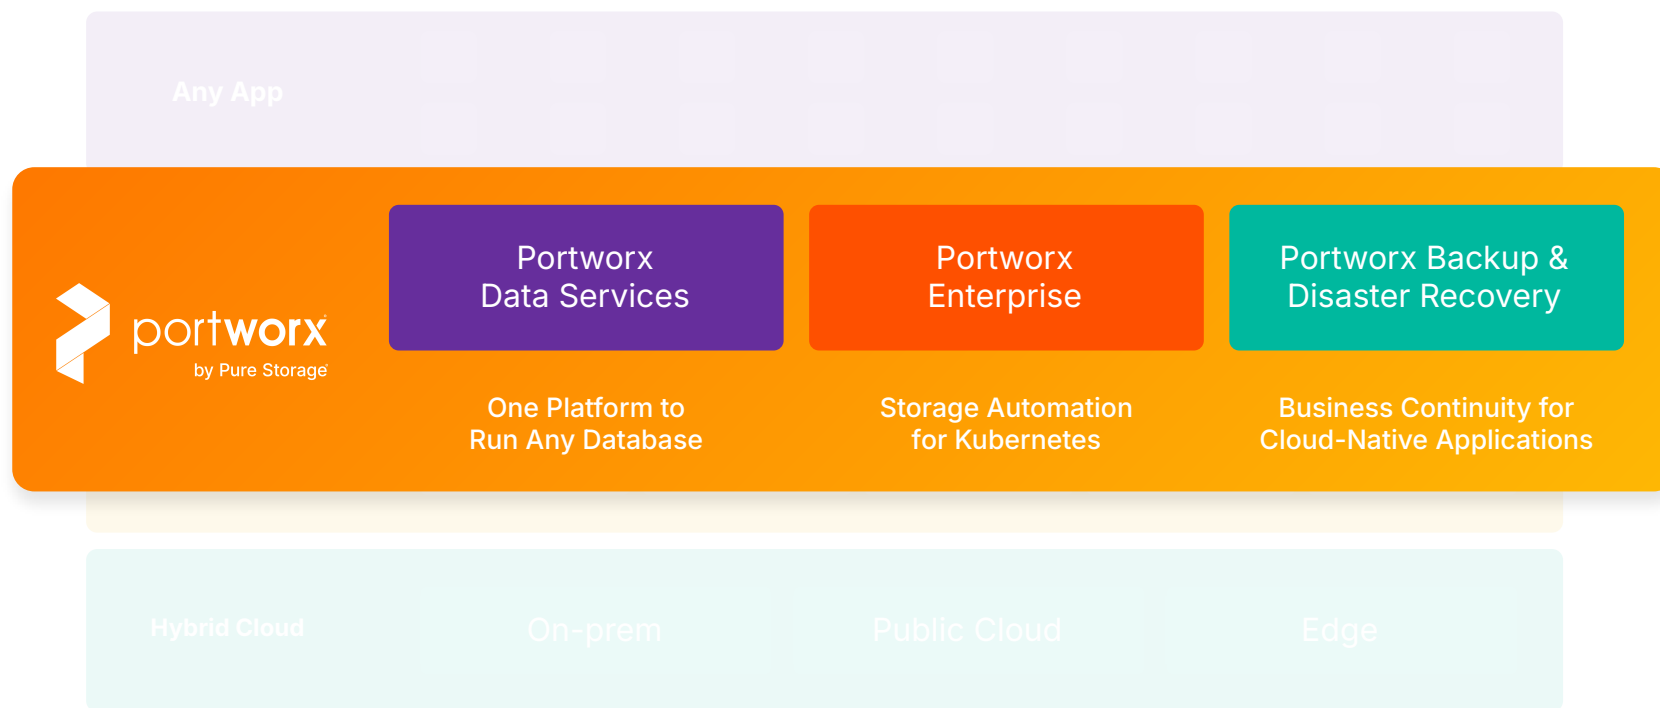 Any App
portworx
by Pure Storage
Portworx
Data Services
One Platform to
Run Any Database
Portworx
Enterprise
Storage Automation
for Kubernetes
Portworx Backup &
Disaster Recovery
Business Continuity for
Cloud-Native Applications
Hybrid Cloud
On-prem
Public Cloud
Edge